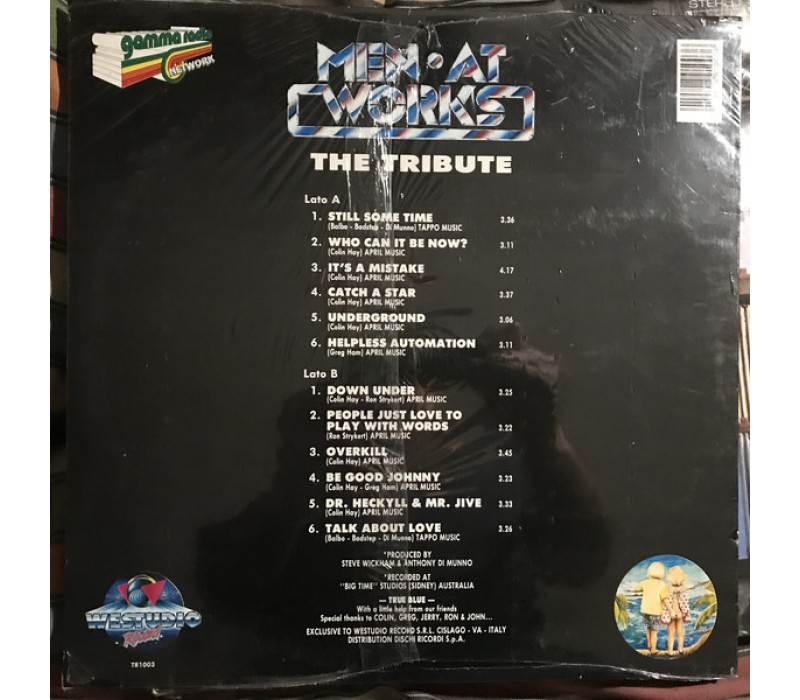 STEREO
gamma radio
NETWORK
MEN·AT
WORKS
THE TRIBUTE
Lato A
1. STILL SOME TIME 3.36
(Balbo - Badstep - Di Munno) TAPPO MUSIC
2. WHO CAN IT BE NOW? 3.11
(Colin Hay) APRIL MUSIC
3. IT'S A MISTAKE 4.17
(Colin Hay) APRIL MUSIC
4. CATCH A STAR 3.37
(Colin Hay) APRIL MUSIC
5. UNDERGROUND 3.06
(Colin Hay) APRIL MUSIC
6. HELPLESS AUTOMATION 3.11
(Greg Ham) APRIL MUSIC
Lato B
1. DOWN UNDER 3.25
(Colin Hay - Ron Strykert) APRIL MUSIC
2. PEOPLE JUST LOVE TO
PLAY WITH WORDS 3.22
(Ron Strykert) APRIL MUSIC
3. OVERKILL 3.45
(Colin Hay) APRIL MUSIC
4. BE GOOD JOHNNY 3.23
(Colin Hay - Greg Ham) APRIL MUSIC
5. DR. HECKYLL & MR. JIVE 3.33
(Colin Hay) APRIL MUSIC
6. TALK ABOUT LOVE 3.26
(Balbo - Badstep - Di Munno) TAPPO MUSIC
*PRODUCED BY
STEVE WICKHAM & ANTHONY DI MUNNO
*RECORDED AT
"BIG TIME" STUDIOS (SIDNEY) AUSTRALIA
— TRUE BLUE —
With a little help from our friends
Special thanks to COLIN, GREG, JERRY, RON & JOHN...
EXCLUSIVE TO WESTUDIO RECORD S.R.L. CISLAGO - VA - ITALY
DISTRIBUTION DISCHI RICORDI S.p.A.
WESTUDIO
Record
TR1003